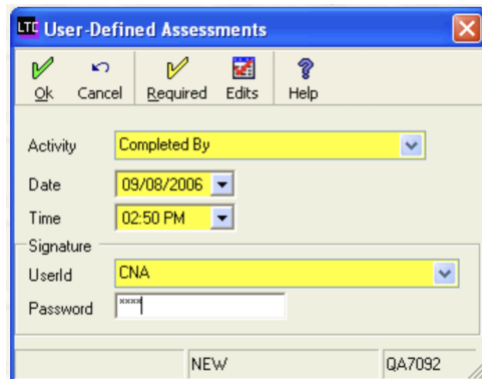 LTC User-Defined Assessments
Ok Cancel Required Edits Help
Activity Completed By
Date 09/08/2006
Time 02:50 PM
Signature
UserId CNA
Password ****
NEW QA7092